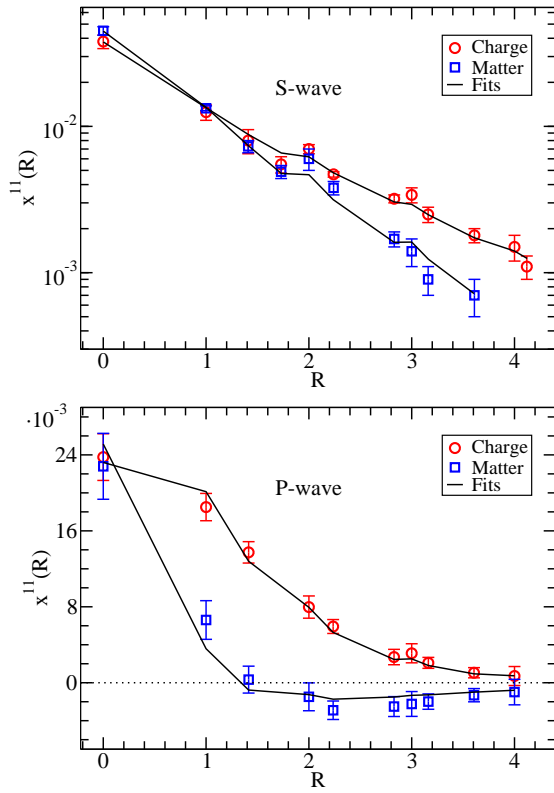 Charge
Matter
Fits
S-wave
10^-2
10^-3
x^11(R)
0 1 2 3 4
R
·10^-3
Charge
Matter
Fits
P-wave
24
16
8
0
x^11(R)
0 1 2 3 4
R